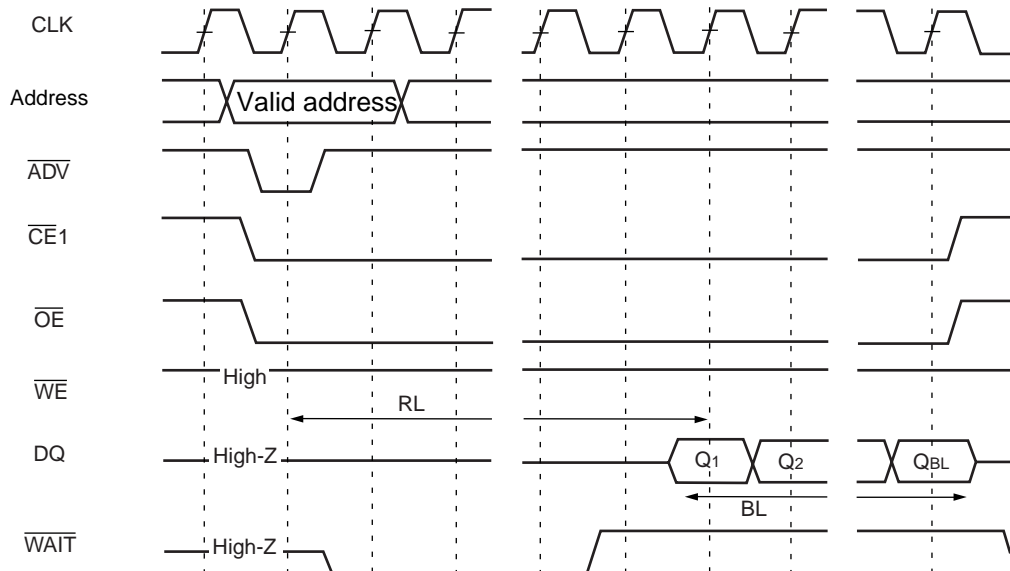 CLK
Address
Valid address
ADV
CE1
OE
WE
High
RL
DQ
High-Z
Q1
Q2
QBL
BL
WAIT
High-Z